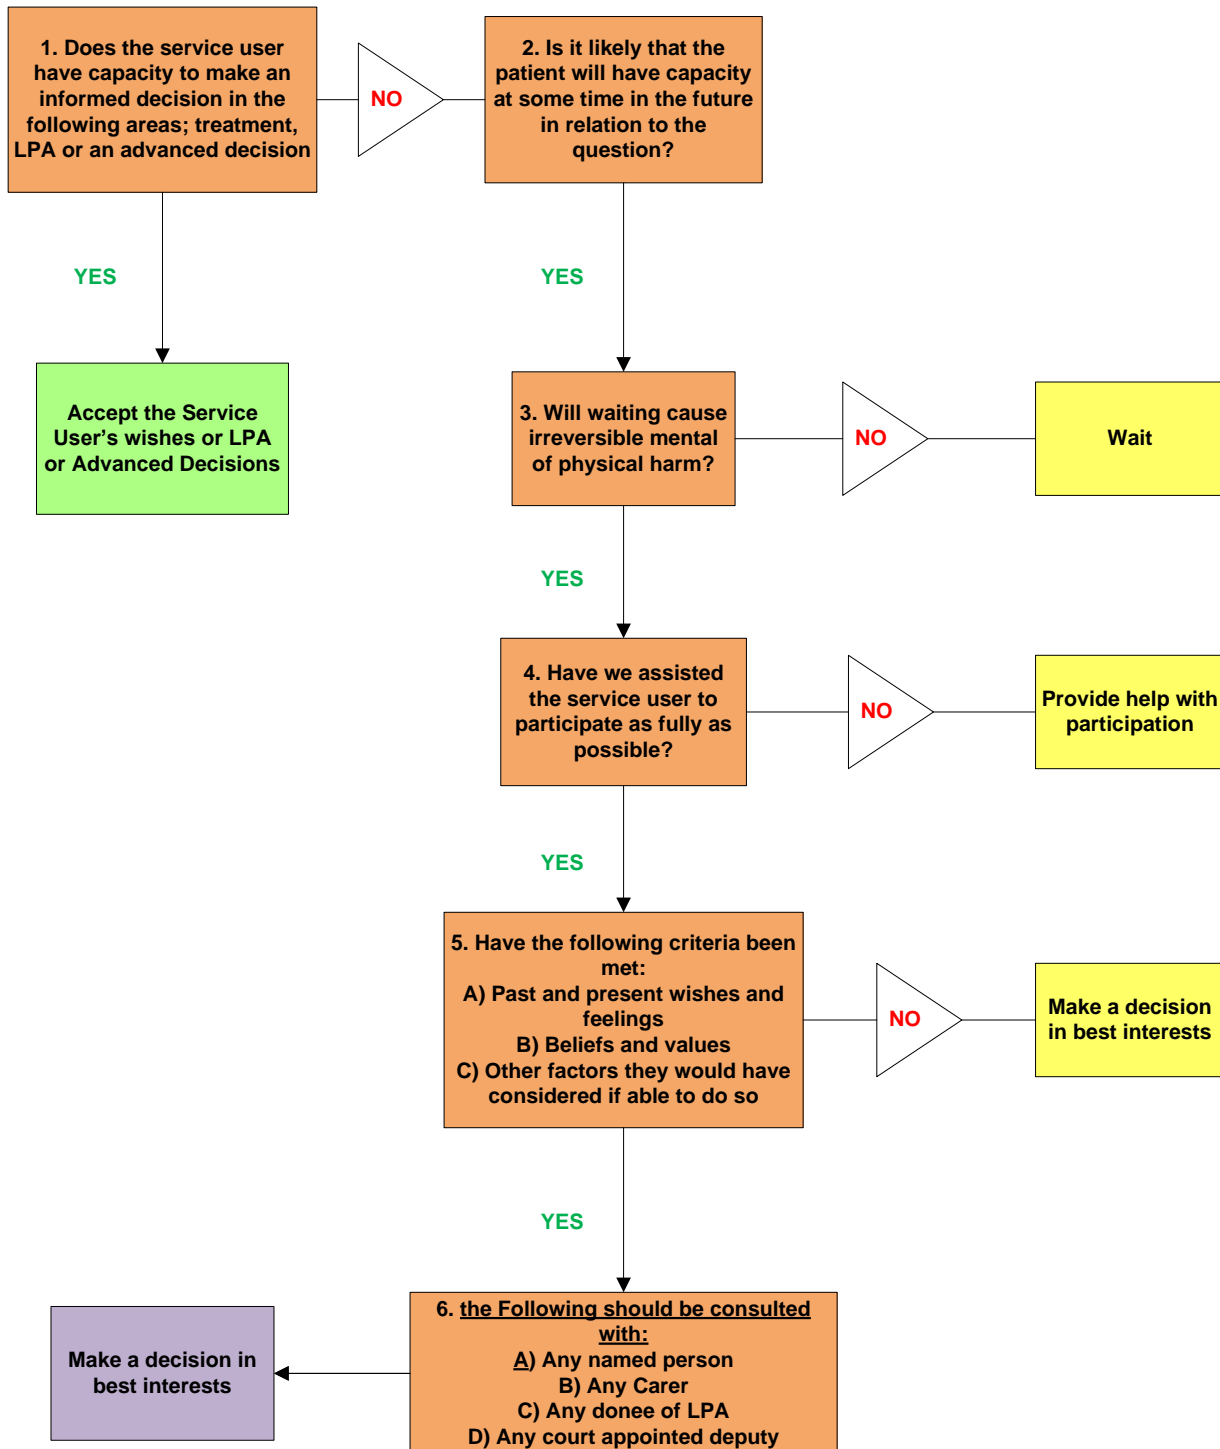 1. Does the service user
have capacity to make an
informed decision in the
following areas; treatment,
LPA or an advanced decision
NO
2. Is it likely that the
patient will have capacity
at some time in the future
in relation to the
question?
YES
YES
Accept the Service
User's wishes or LPA
or Advanced Decisions
3. Will waiting cause
irreversible mental
of physical harm?
NO
Wait
YES
4. Have we assisted
the service user to
participate as fully as
possible?
NO
Provide help with
participation
YES
5. Have the following criteria been
met:
A) Past and present wishes and
feelings
B) Beliefs and values
C) Other factors they would have
considered if able to do so
NO
Make a decision
in best interests
YES
6. the Following should be consulted
with:
A) Any named person
B) Any Carer
C) Any donee of LPA
D) Any court appointed deputy
Make a decision in
best interests